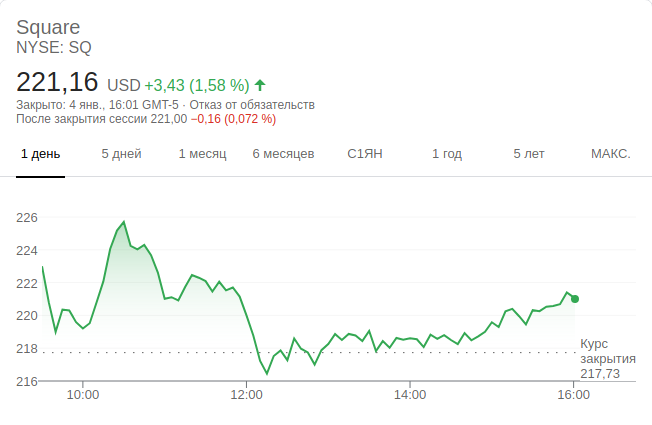 Square
NYSE: SQ
221,16 USD +3,43 (1,58 %)
Закрыто: 4 янв., 16:01 GMT-5 · Отказ от обязательств
После закрытия сессии 221,00 −0,16 (0,072 %)
1 день 5 дней 1 месяц 6 месяцев С1ЯН 1 год 5 лет МАКС.
226
224
222
220
218
216
Курс
закрытия
217,73
10:00 12:00 14:00 16:00